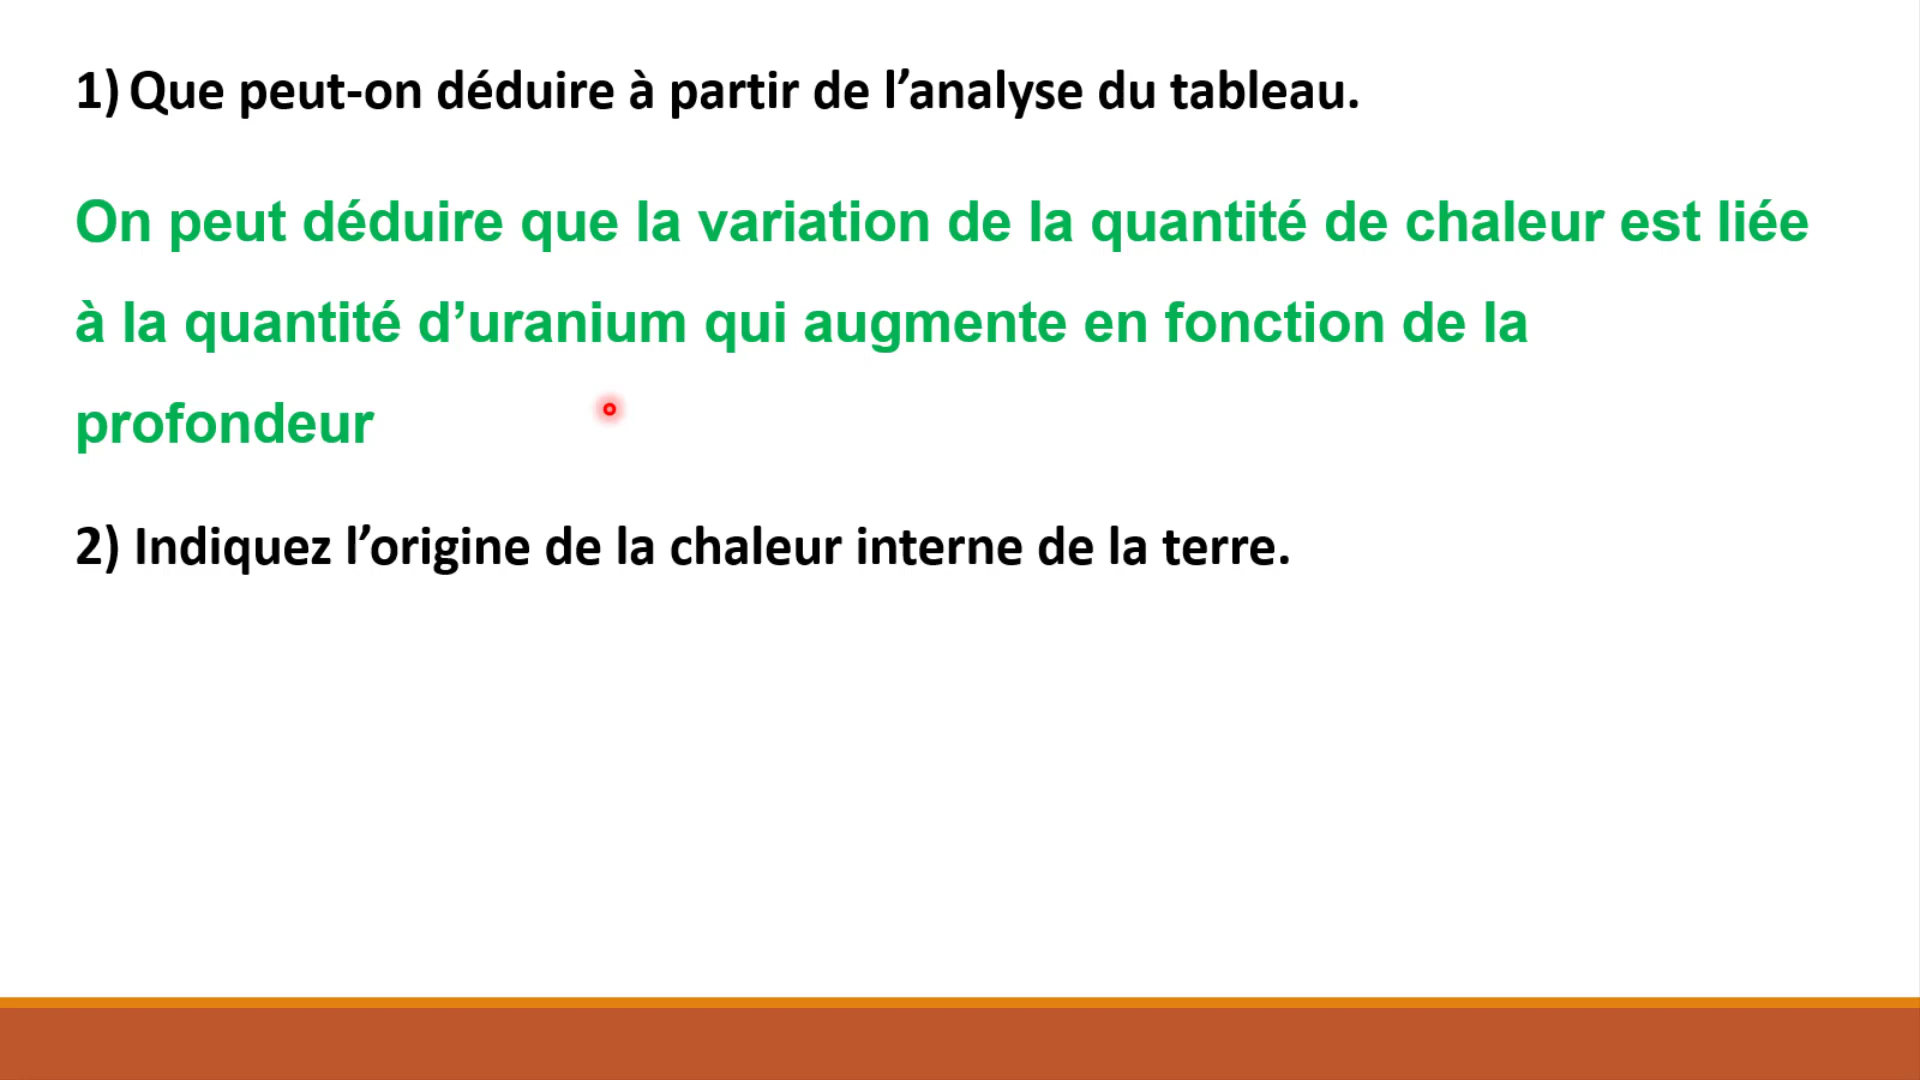 1) Que peut-on déduire à partir de l’analyse du tableau.
On peut déduire que la variation de la quantité de chaleur est liée
à la quantité d’uranium qui augmente en fonction de la
profondeur
2) Indiquez l’origine de la chaleur interne de la terre.